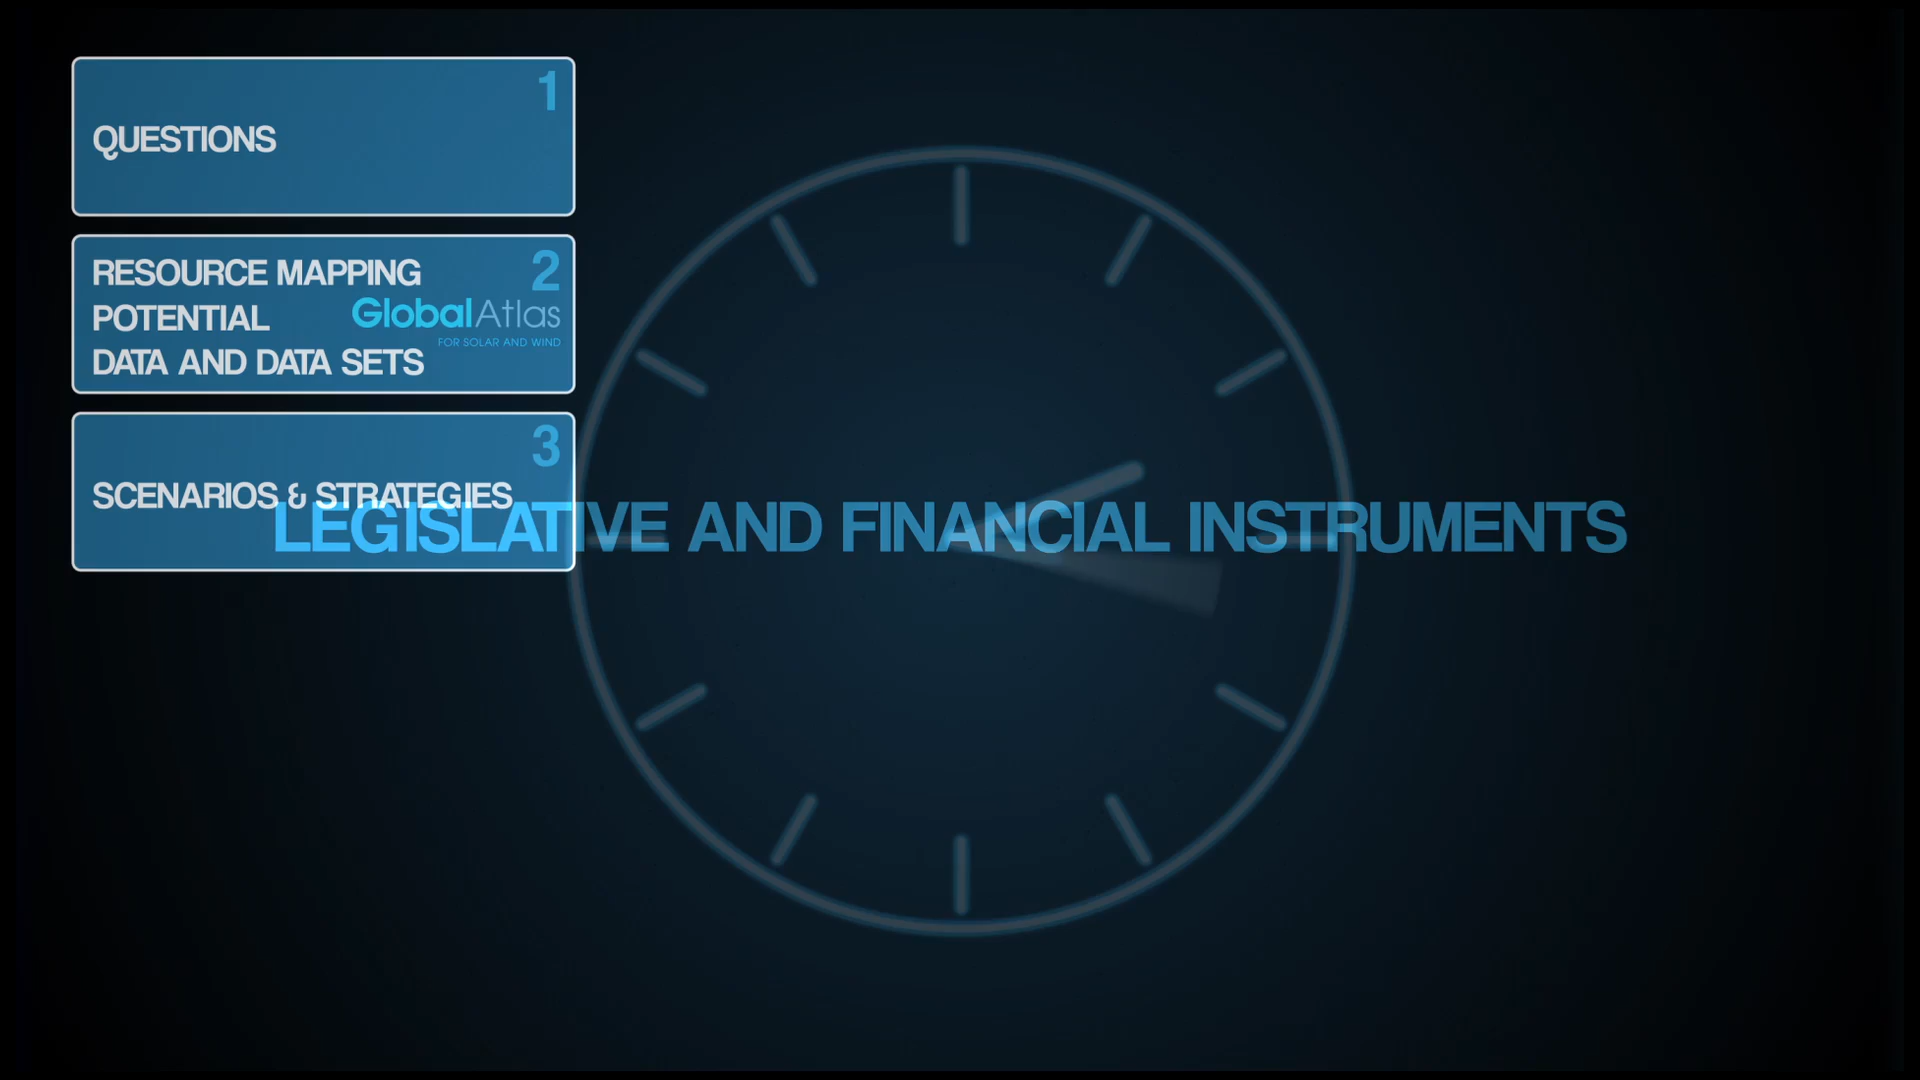 1
QUESTIONS
2
RESOURCE MAPPING
POTENTIAL
GlobalAtlas
FOR SOLAR AND WIND
DATA AND DATA SETS
3
SCENARIOS & STRATEGIES
LEGISLATIVE AND FINANCIAL INSTRUMENTS